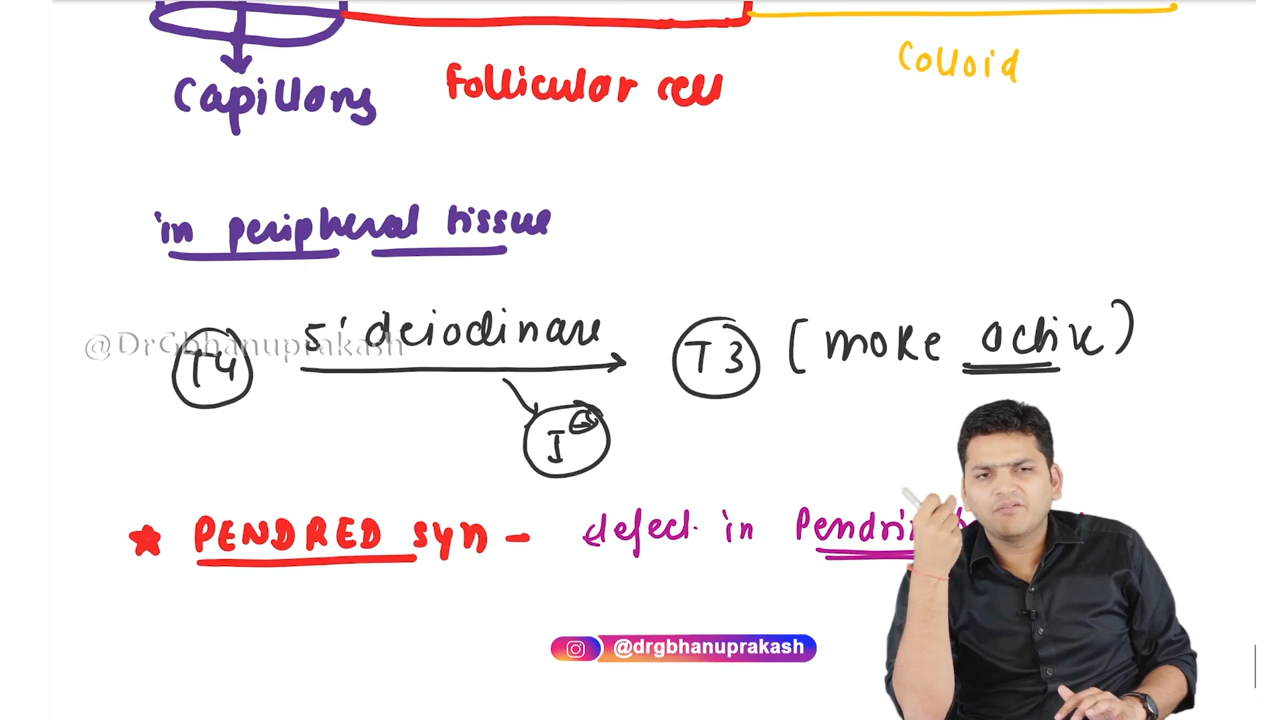 Capillary
Follicular cell
Colloid
in peripheral tissue
@DrGbhanuprakash
T4 5' deiodinase T3 (more active)
I
★ PENDRED syn – defect in Pendrin
@drgbhanuprakash